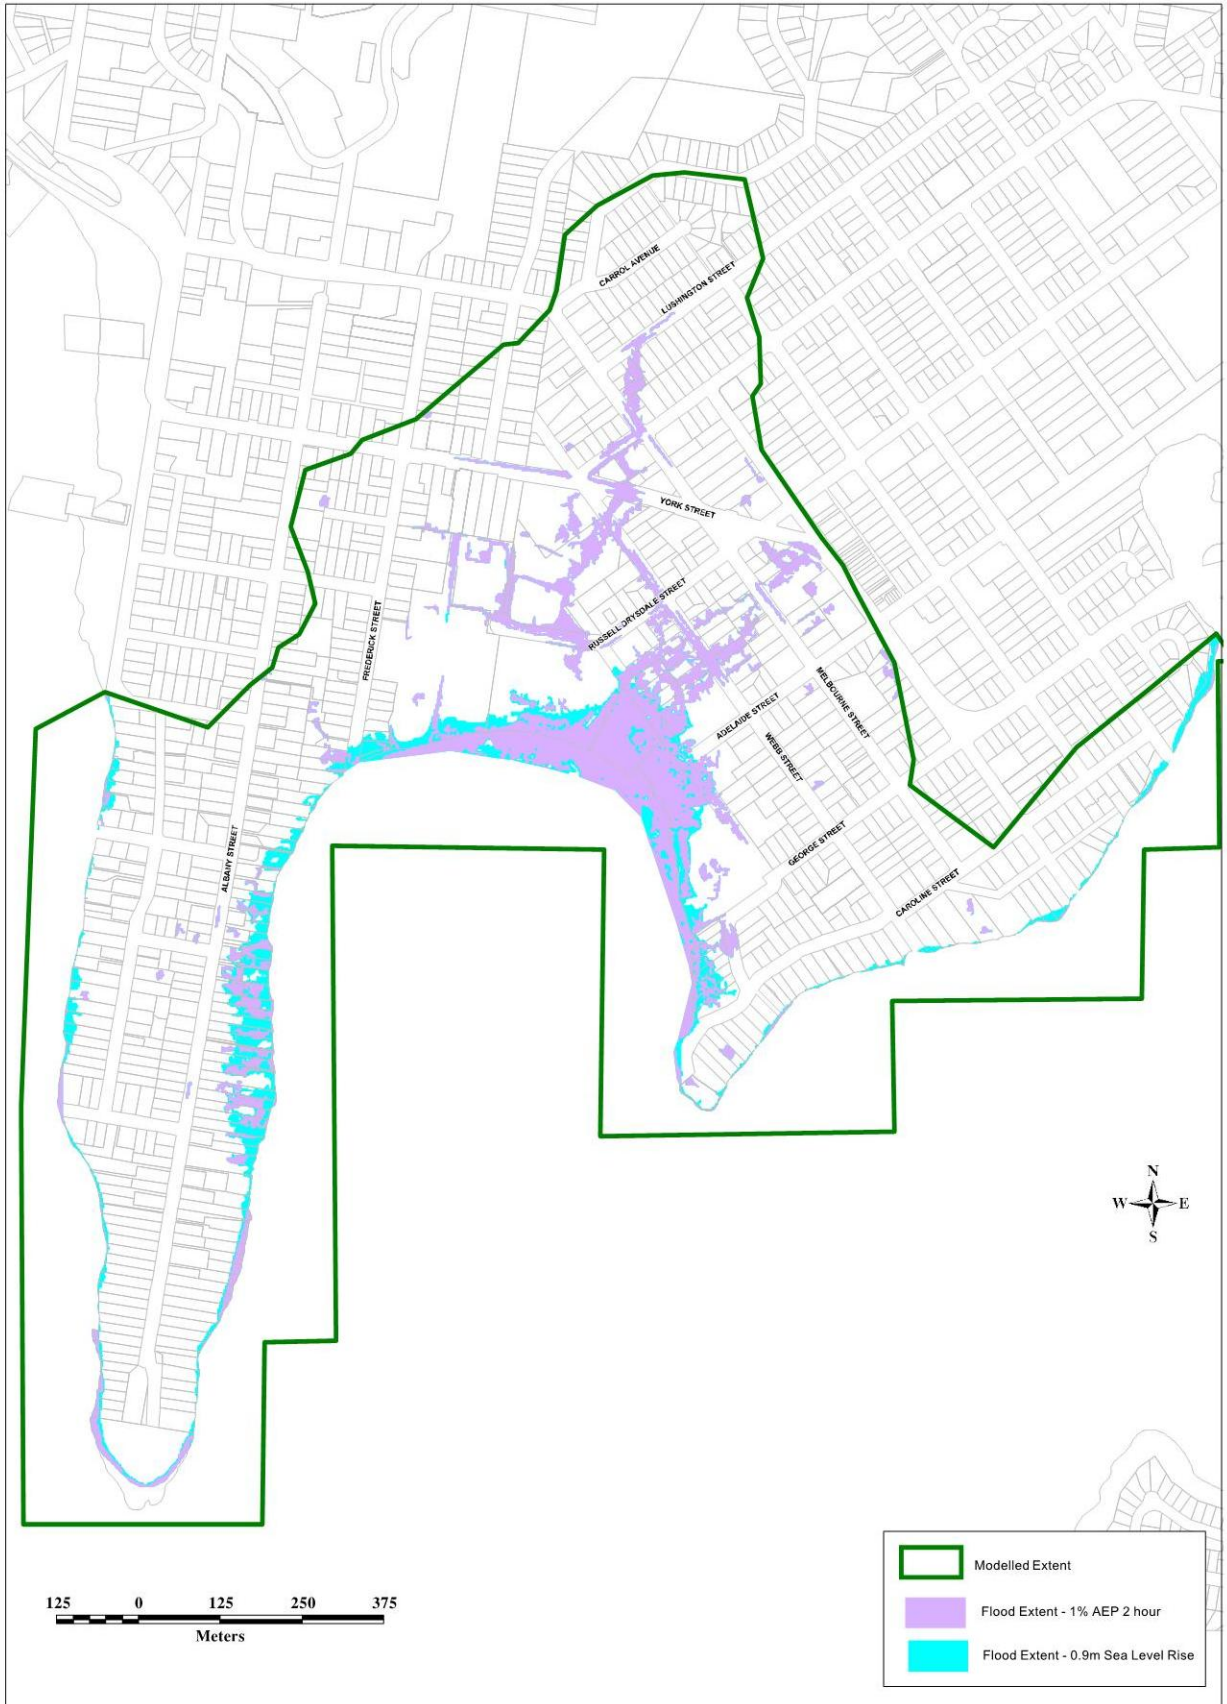 CARROL AVENUE
LUSHINGTON STREET
YORK STREET
RUSSELL DRYSDALE STREET
FREDERICK STREET
MELBOURNE STREET
ADELAIDE STREET
WEBB STREET
GEORGE STREET
ALBANY STREET
CAROLINE STREET
N
W E
S
125 0 125 250 375
Meters
Modelled Extent
Flood Extent - 1% AEP 2 hour
Flood Extent - 0.9m Sea Level Rise